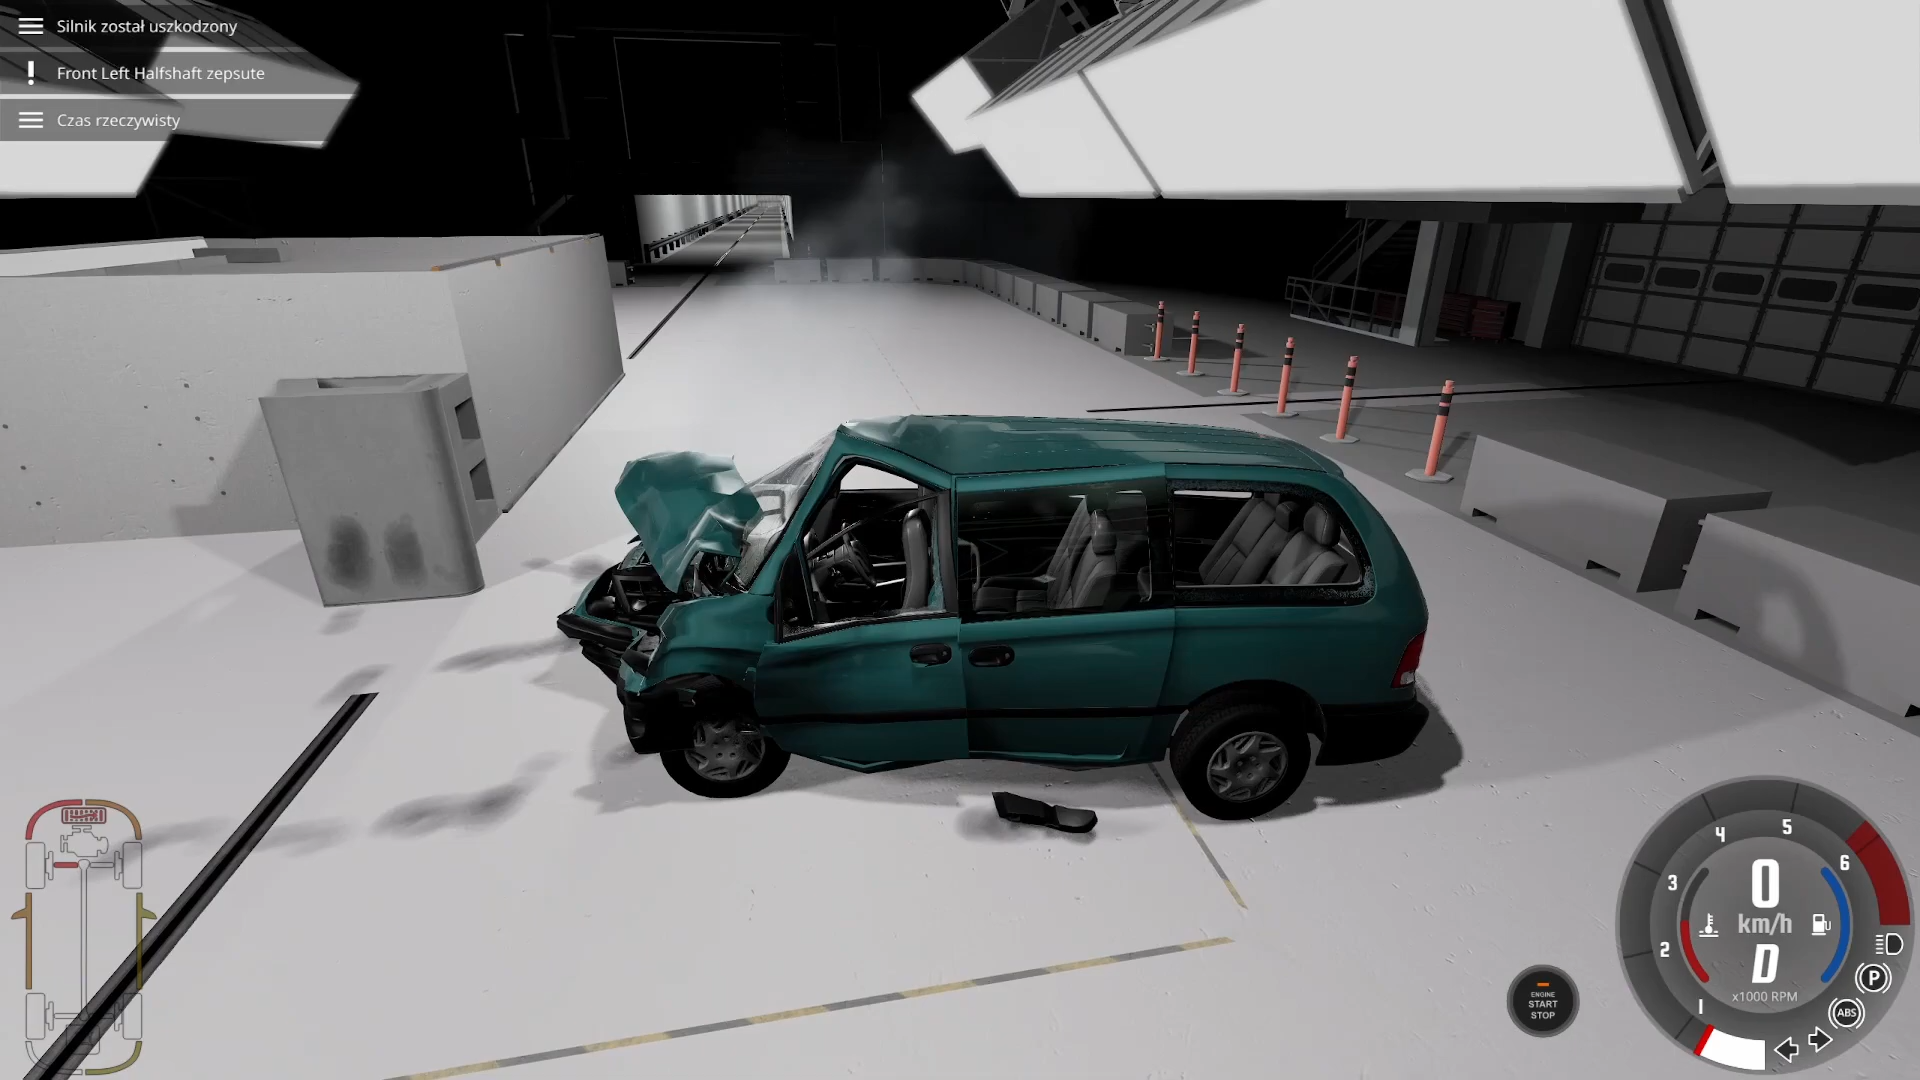 Silnik został uszkodzony
! Front Left Halfshaft zepsute
Czas rzeczywisty
1
2
3
4
5
6
0
km/h
D
x1000 RPM
P
ABS
ENGINE
START
STOP